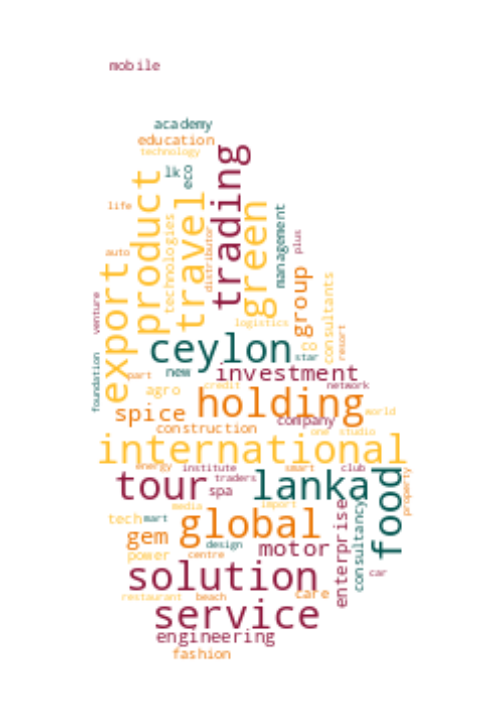 mobile
academy
education
technology
lk
eco
trading
product
travel
green
life
technologies
distributor
management
plus
auto
export
group
consultants
venture
logistics
ceylon
co
resort
star
foundation
part
new
investment
agro
credit
network
spice
holding
world
company
construction
one
studio
international
energy
institute
smart
club
tour
traders
lanka
food
property
spa
media
import
tech
mart
global
enterprise
consultancy
gem
design
motor
power
centre
solution
car
restaurant
beach
care
service
engineering
fashion